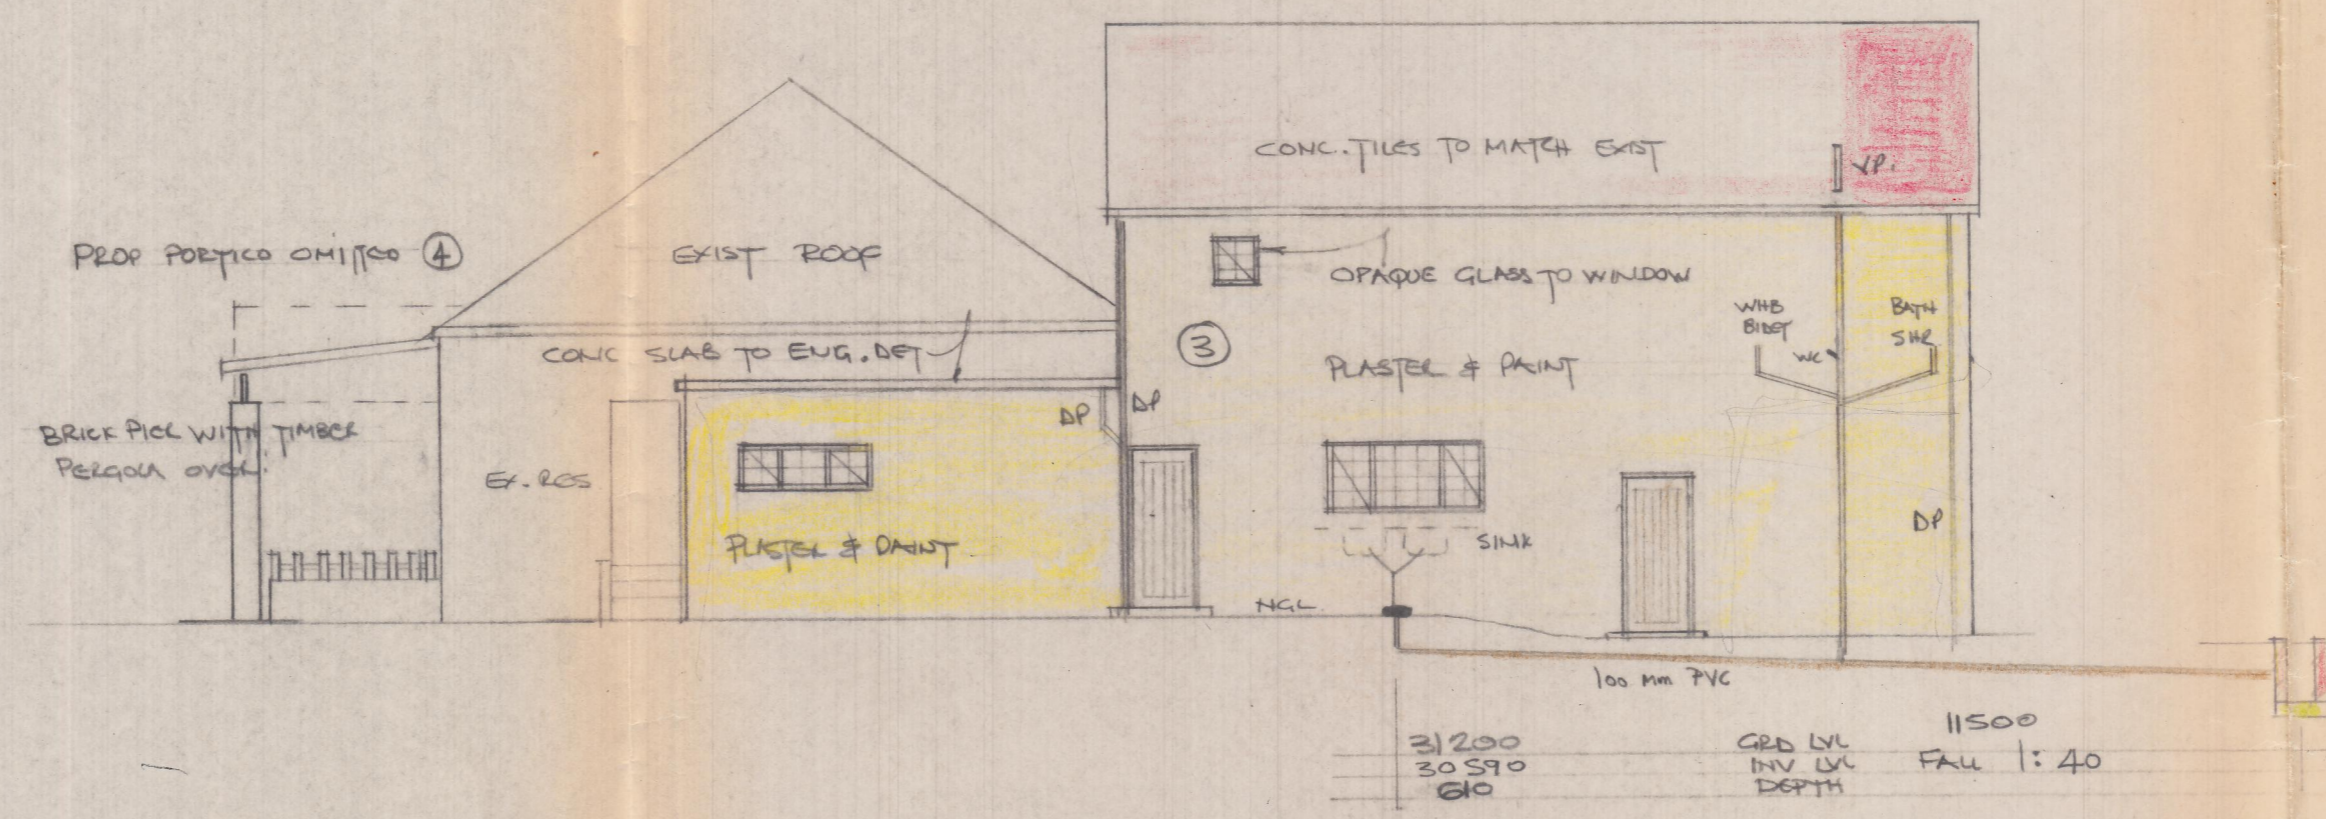 CONC. TILES TO MATCH EXIST
VP.
PROP PORTICO OMITTED 4
EXIST ROOF
OPAQUE GLASS TO WINDOW
WHB
BIDET
BATH
SHR
WC
3
CONC SLAB TO ENG. DET
PLASTER & PAINT
DP
DP
BRICK PIER WITH TIMBER
PERGOLA OVER.
EX. RES
DP
PLASTER & PAINT
SINK
NGL
100 mm PVC
11500
31200 GRD LVL
30590 INV LVL FALL 1:40
610 DEPTH